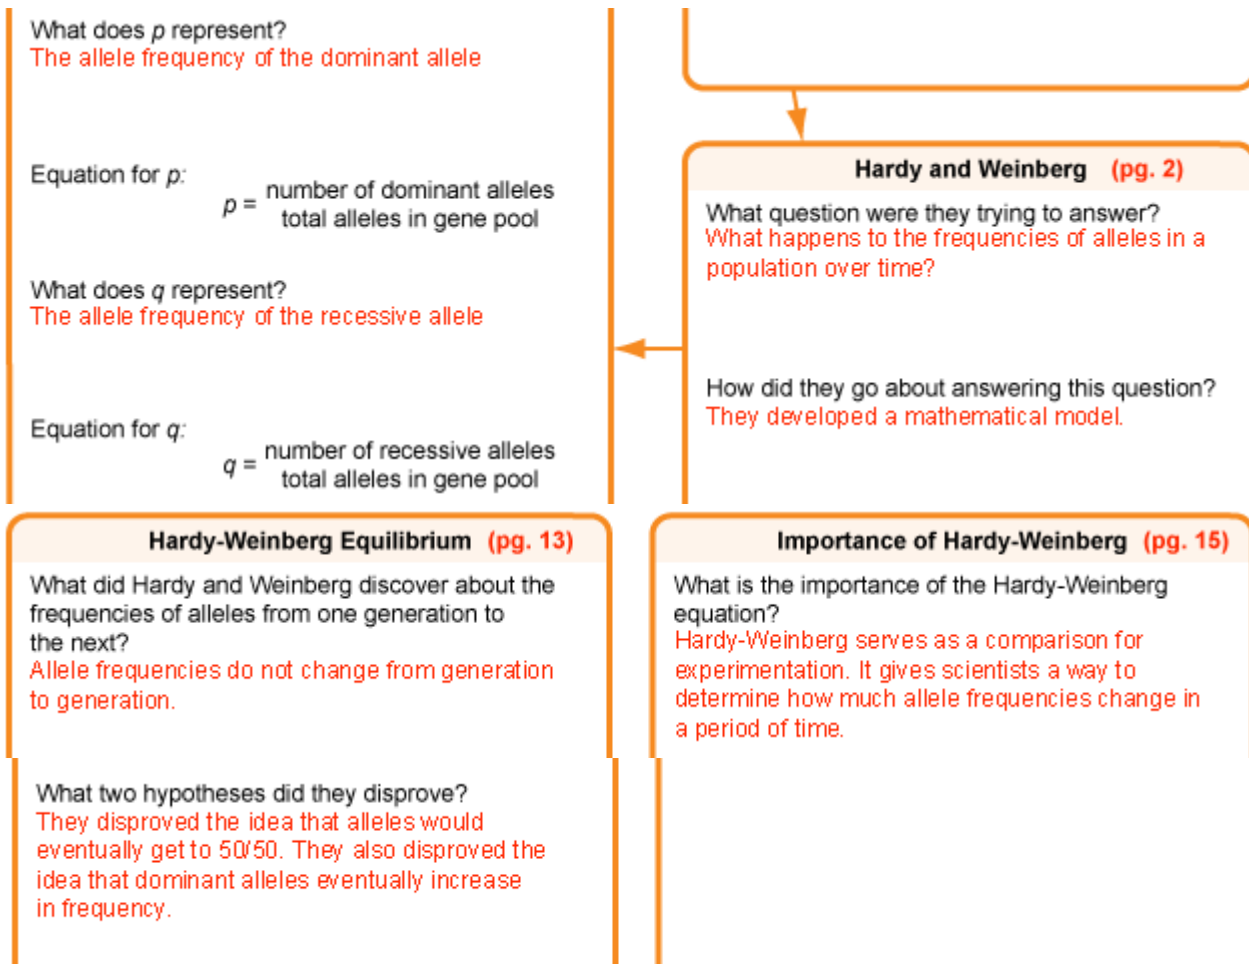 What does p represent?
The allele frequency of the dominant allele
Equation for p:
p = number of dominant alleles
total alleles in gene pool
What does q represent?
The allele frequency of the recessive allele
Equation for q:
q = number of recessive alleles
total alleles in gene pool
Hardy and Weinberg (pg. 2)
What question were they trying to answer?
What happens to the frequencies of alleles in a
population over time?
How did they go about answering this question?
They developed a mathematical model.
Hardy-Weinberg Equilibrium (pg. 13)
What did Hardy and Weinberg discover about the
frequencies of alleles from one generation to
the next?
Allele frequencies do not change from generation
to generation.
What two hypotheses did they disprove?
They disproved the idea that alleles would
eventually get to 50/50. They also disproved the
idea that dominant alleles eventually increase
in frequency.
Importance of Hardy-Weinberg (pg. 15)
What is the importance of the Hardy-Weinberg
equation?
Hardy-Weinberg serves as a comparison for
experimentation. It gives scientists a way to
determine how much allele frequencies change in
a period of time.